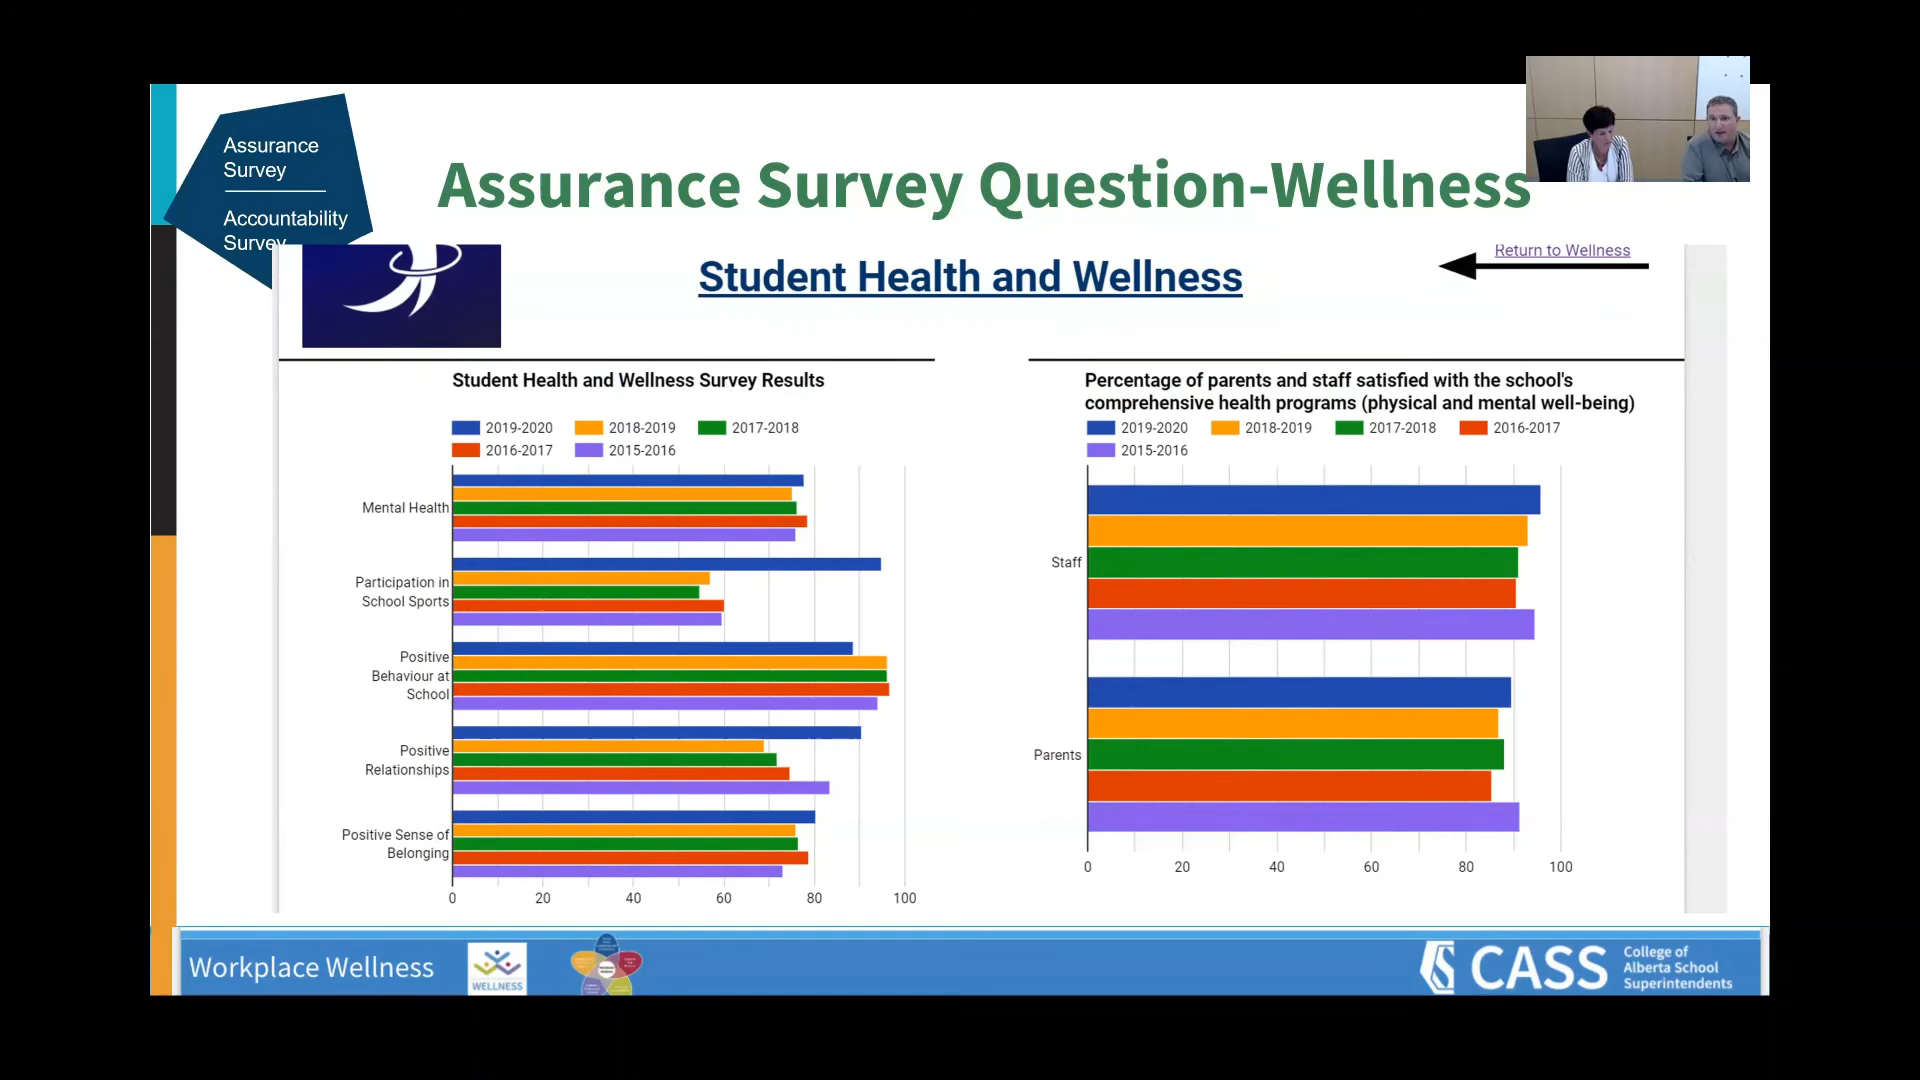 Assurance
Survey
Accountability
Survey
Assurance Survey Question-Wellness
Return to Wellness
Student Health and Wellness
Student Health and Wellness Survey Results
2019-2020 2018-2019 2017-2018
2016-2017 2015-2016
Mental Health
Participation in
School Sports
Positive
Behaviour at
School
Positive
Relationships
Positive Sense of
Belonging
0 20 40 60 80 100
Percentage of parents and staff satisfied with the school's
comprehensive health programs (physical and mental well-being)
2019-2020 2018-2019 2017-2018 2016-2017
2015-2016
Staff
Parents
0 20 40 60 80 100
Workplace Wellness
WELLNESS
CASS
College of
Alberta School
Superintendents